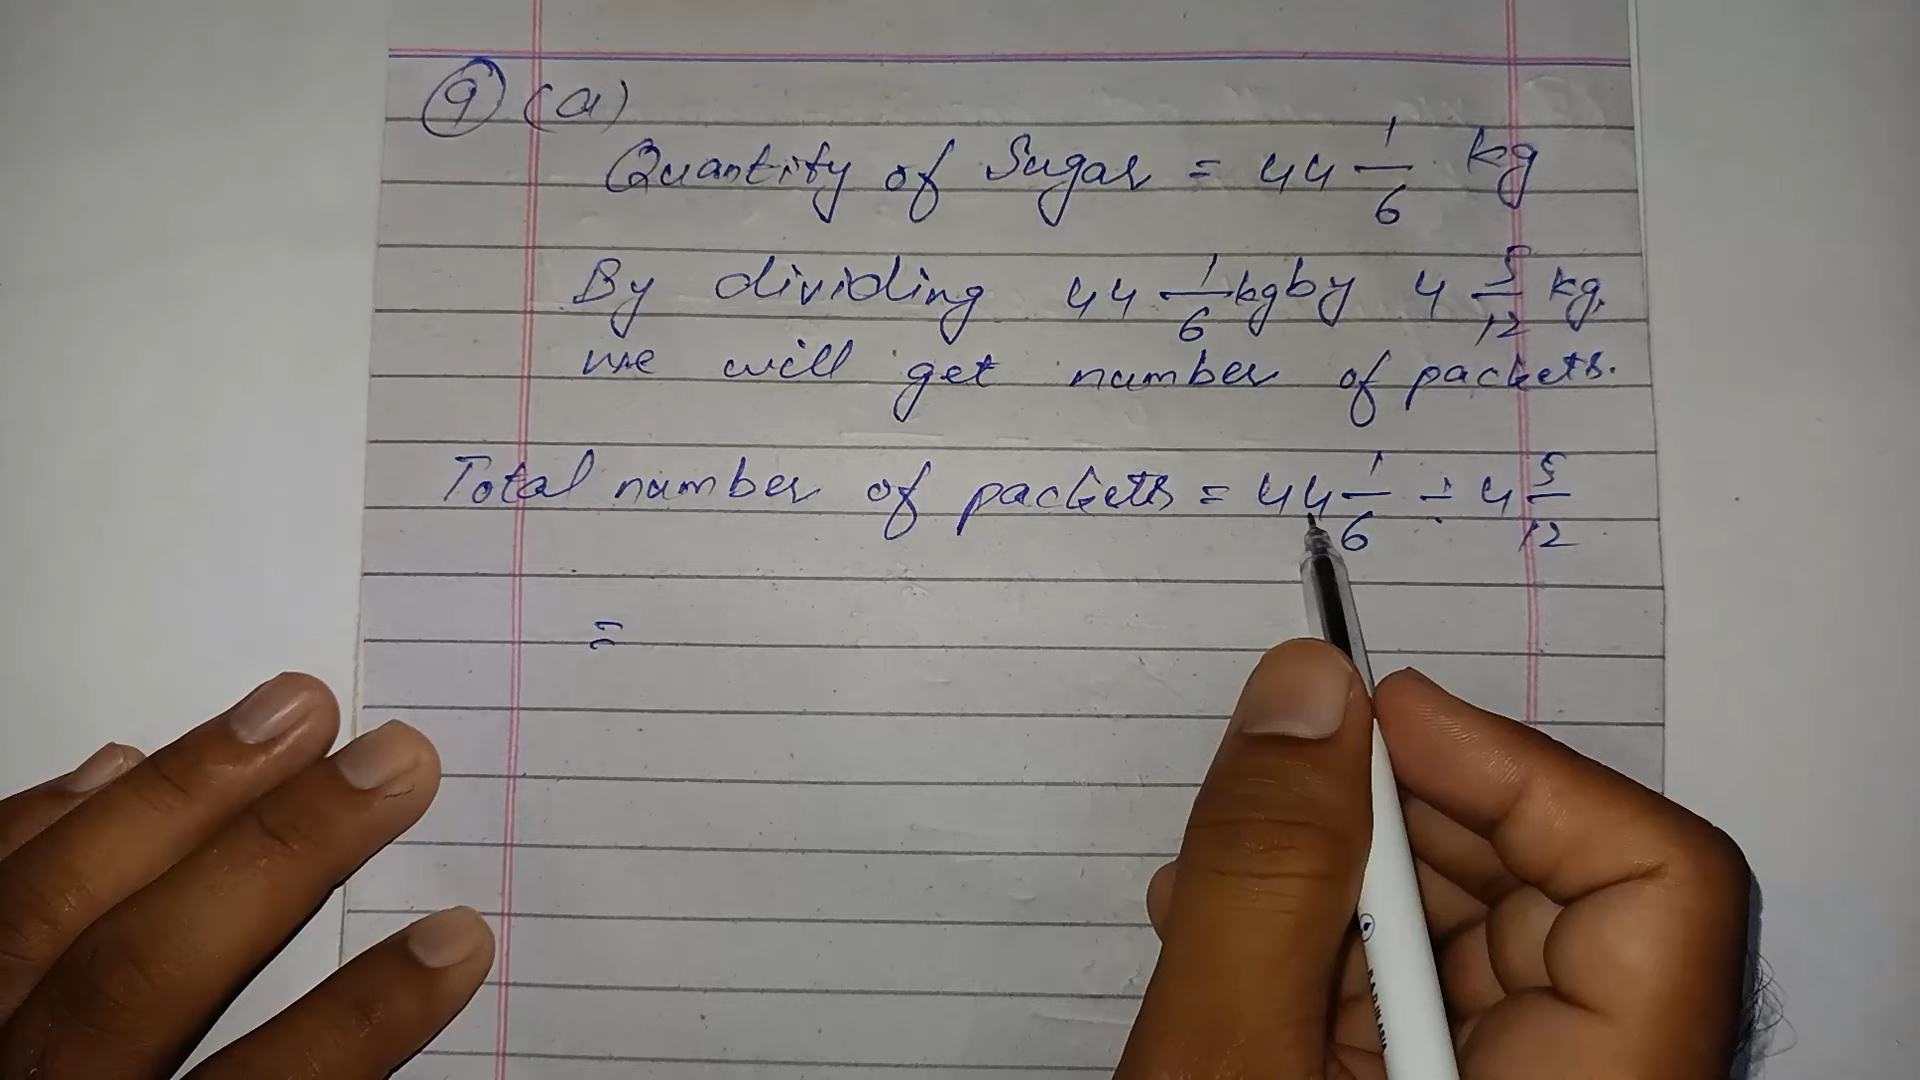 9 (a)
Quantity of Sugar = 44 1/6 kg
By dividing 44 1/6 kg by 4 5/12 kg,
we will get number of packets.
Total number of packets = 44 1/6 ÷ 4 5/12
=